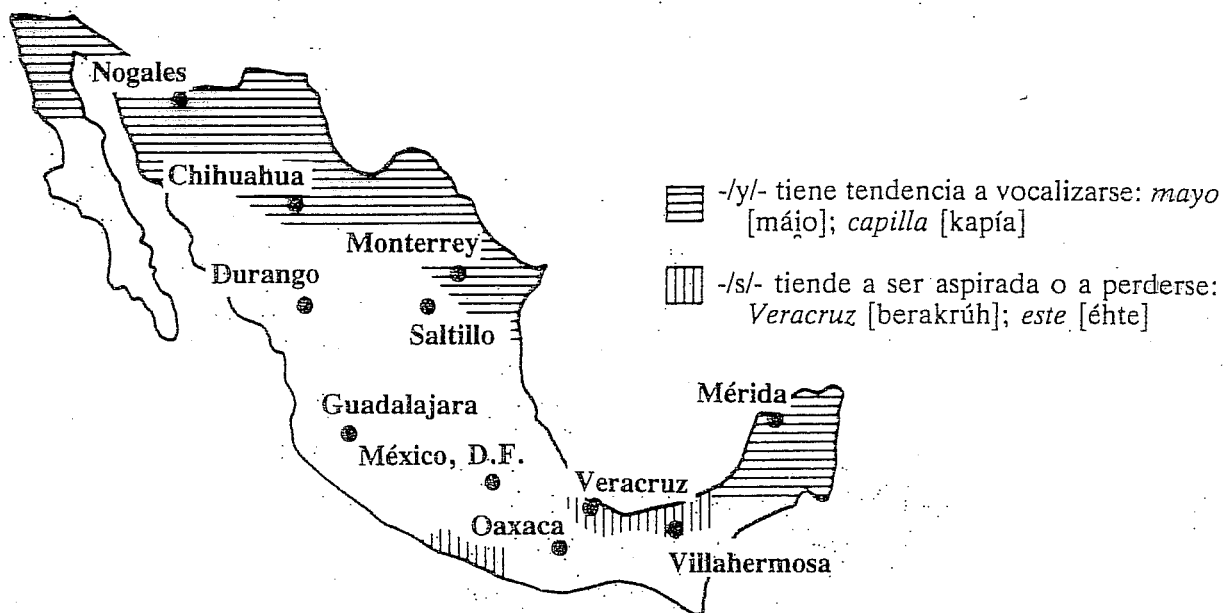 Nogales
Chihuahua
-/y/- tiene tendencia a vocalizarse: mayo
[mái̯o]; capilla [kapía]
Monterrey
Durango
-/s/- tiende a ser aspirada o a perderse:
Veracruz [berakrúh]; este [éhte]
Saltillo
Mérida
Guadalajara
México, D.F.
Veracruz
Oaxaca
Villahermosa